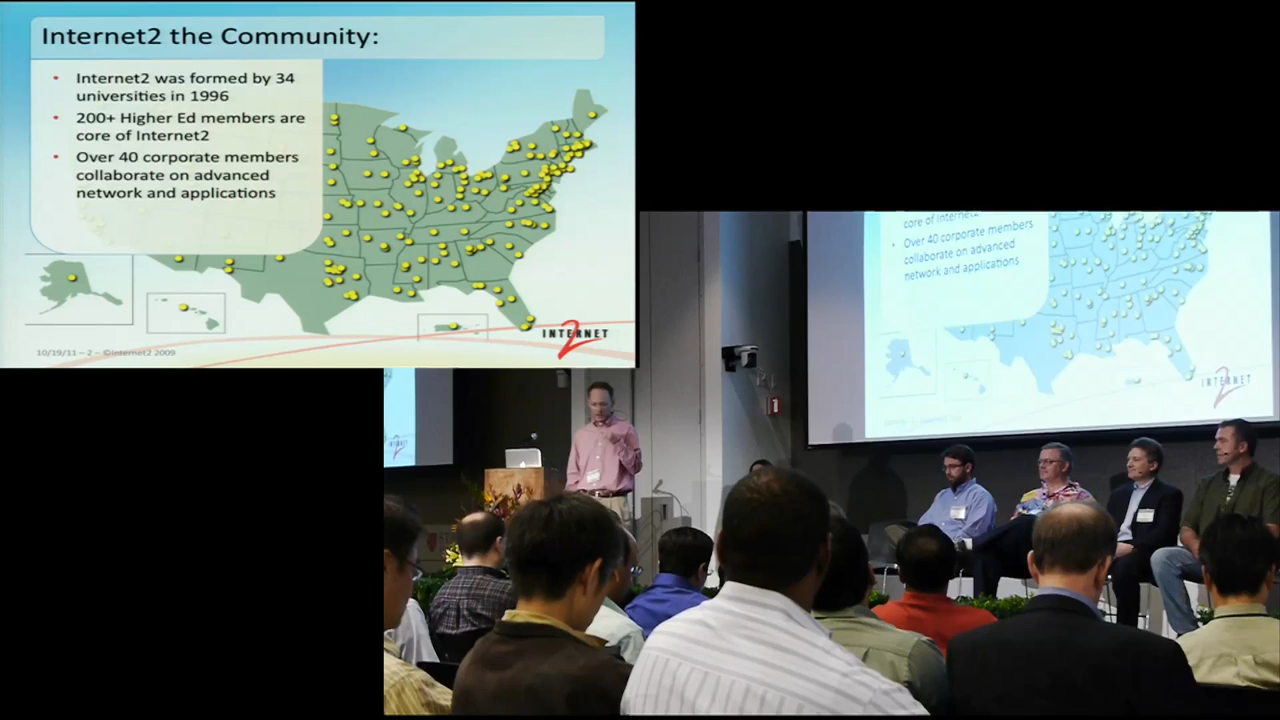 Internet2 the Community:
• Internet2 was formed by 34
universities in 1996
• 200+ Higher Ed members are
core of Internet2
• Over 40 corporate members
collaborate on advanced
network and applications
INTERNET
2
10/19/11 – 2 – ©Internet2 2009
core of Internet2
• Over 40 corporate members
collaborate on advanced
network and applications
INTERNET
2